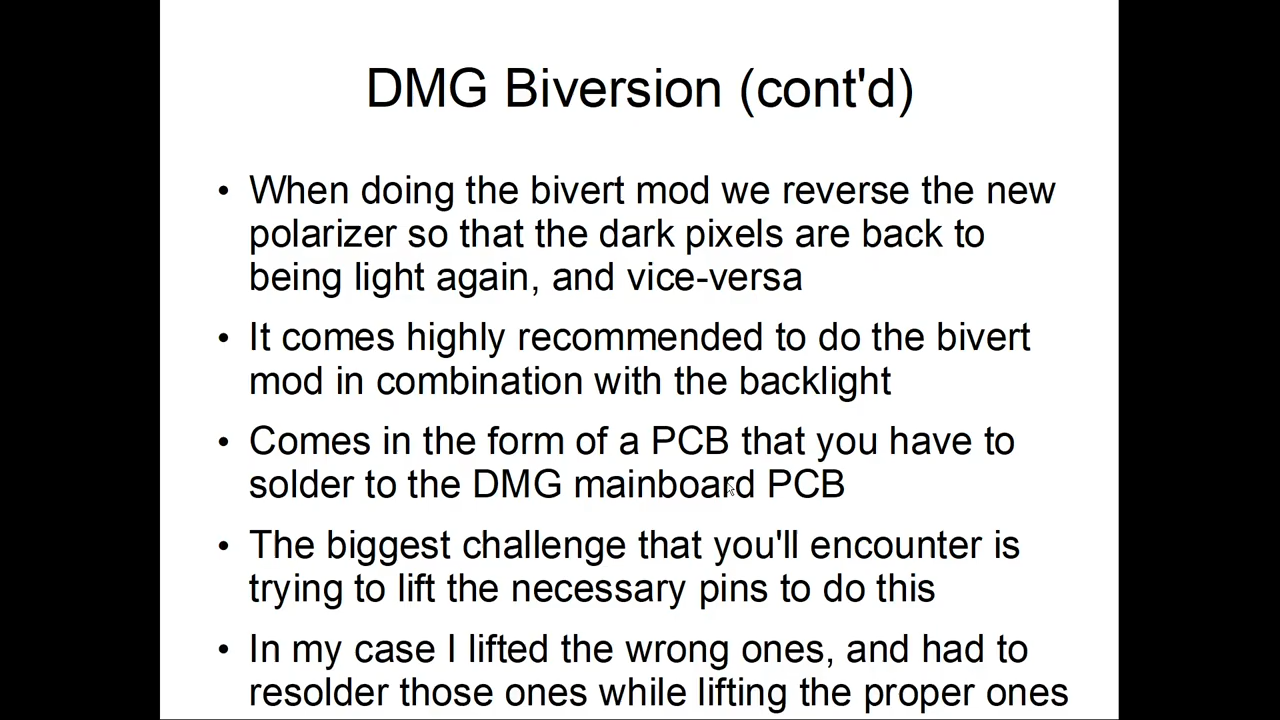 DMG Biversion (cont'd)
• When doing the bivert mod we reverse the new
polarizer so that the dark pixels are back to
being light again, and vice-versa
• It comes highly recommended to do the bivert
mod in combination with the backlight
• Comes in the form of a PCB that you have to
solder to the DMG mainboard PCB
• The biggest challenge that you'll encounter is
trying to lift the necessary pins to do this
• In my case I lifted the wrong ones, and had to
resolder those ones while lifting the proper ones